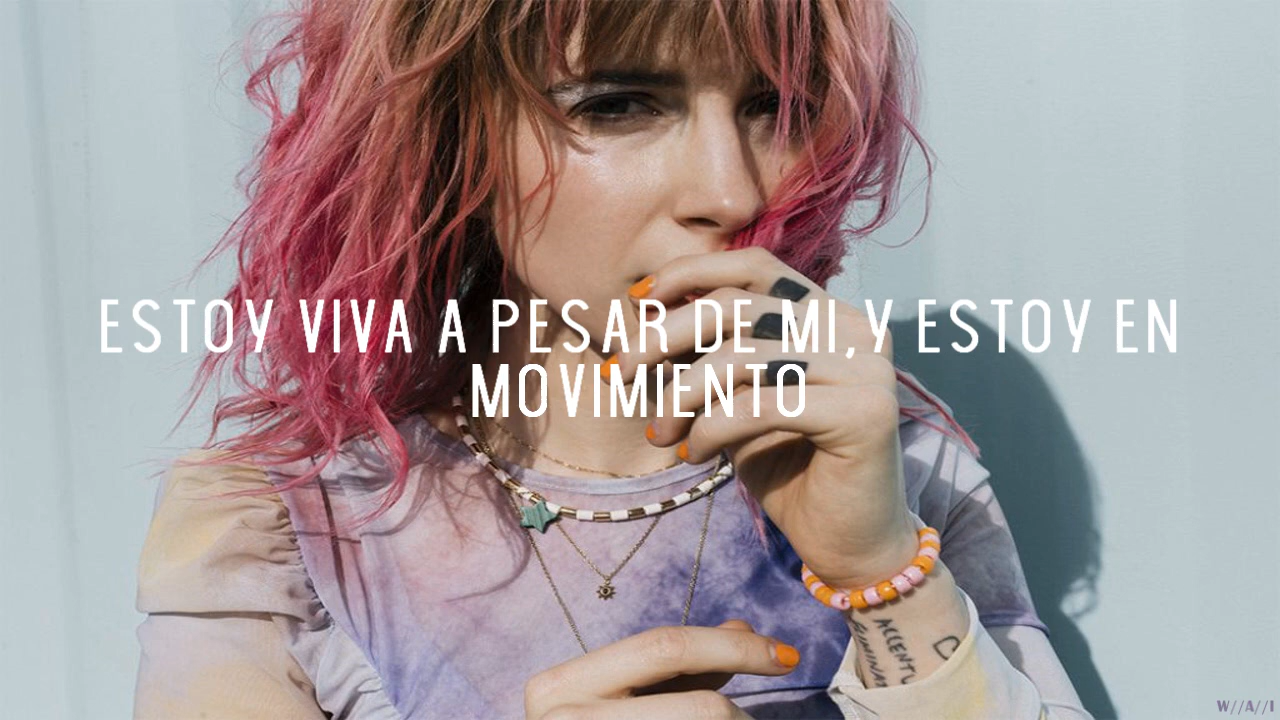 ESTOY VIVA A PESAR DE MI,Y ESTOY EN
MOVIMIENTO
W//A//I